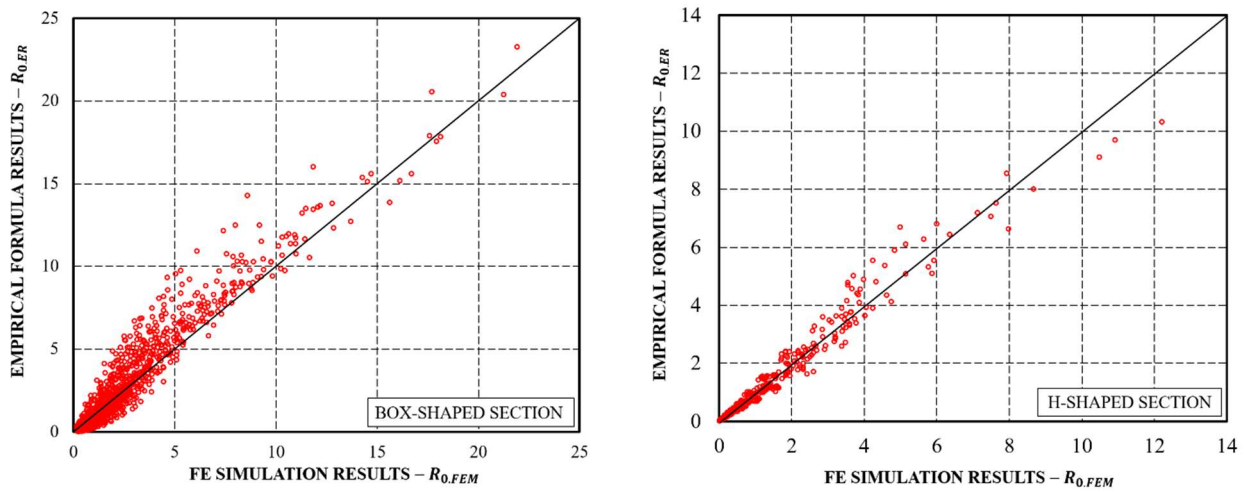 EMPIRICAL FORMULA RESULTS – R0.ER
25
20
15
10
5
0
BOX-SHAPED SECTION
0 5 10 15 20 25
FE SIMULATION RESULTS – R0.FEM
EMPIRICAL FORMULA RESULTS – R0.ER
14
12
10
8
6
4
2
0
H-SHAPED SECTION
0 2 4 6 8 10 12 14
FE SIMULATION RESULTS – R0.FEM